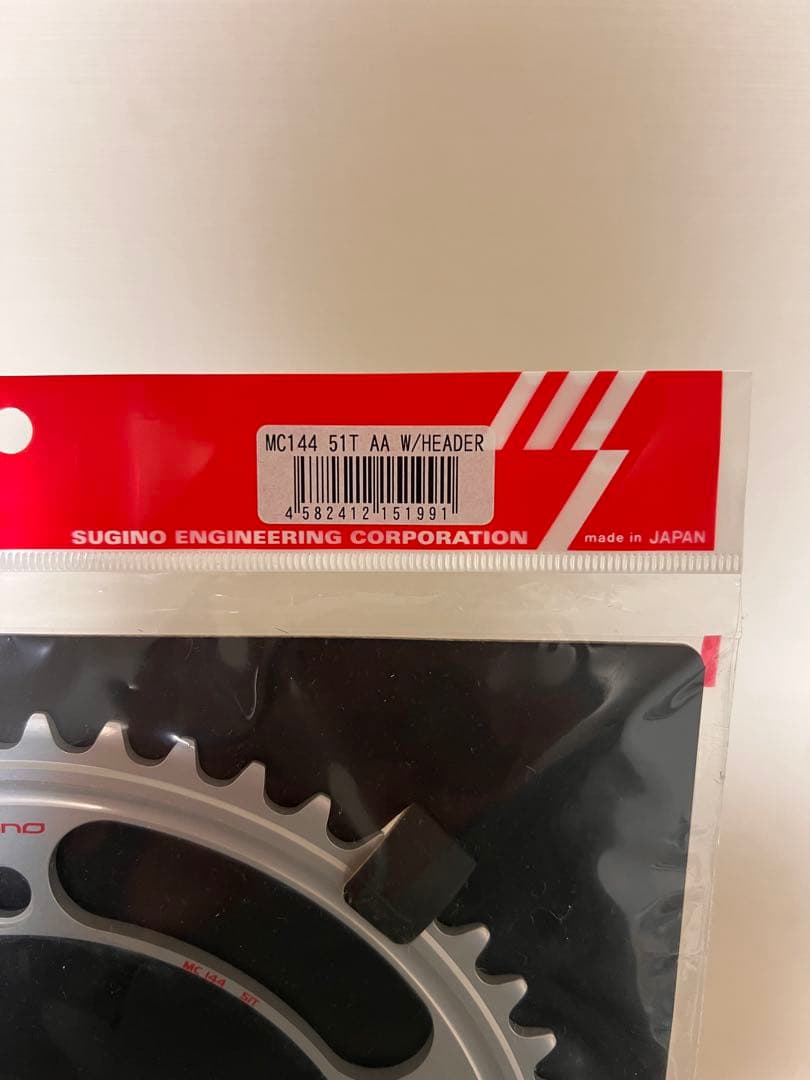 MC144 51T AA W/HEADER
4 582412 151991
SUGINO ENGINEERING CORPORATION
made in JAPAN
MC144 51T